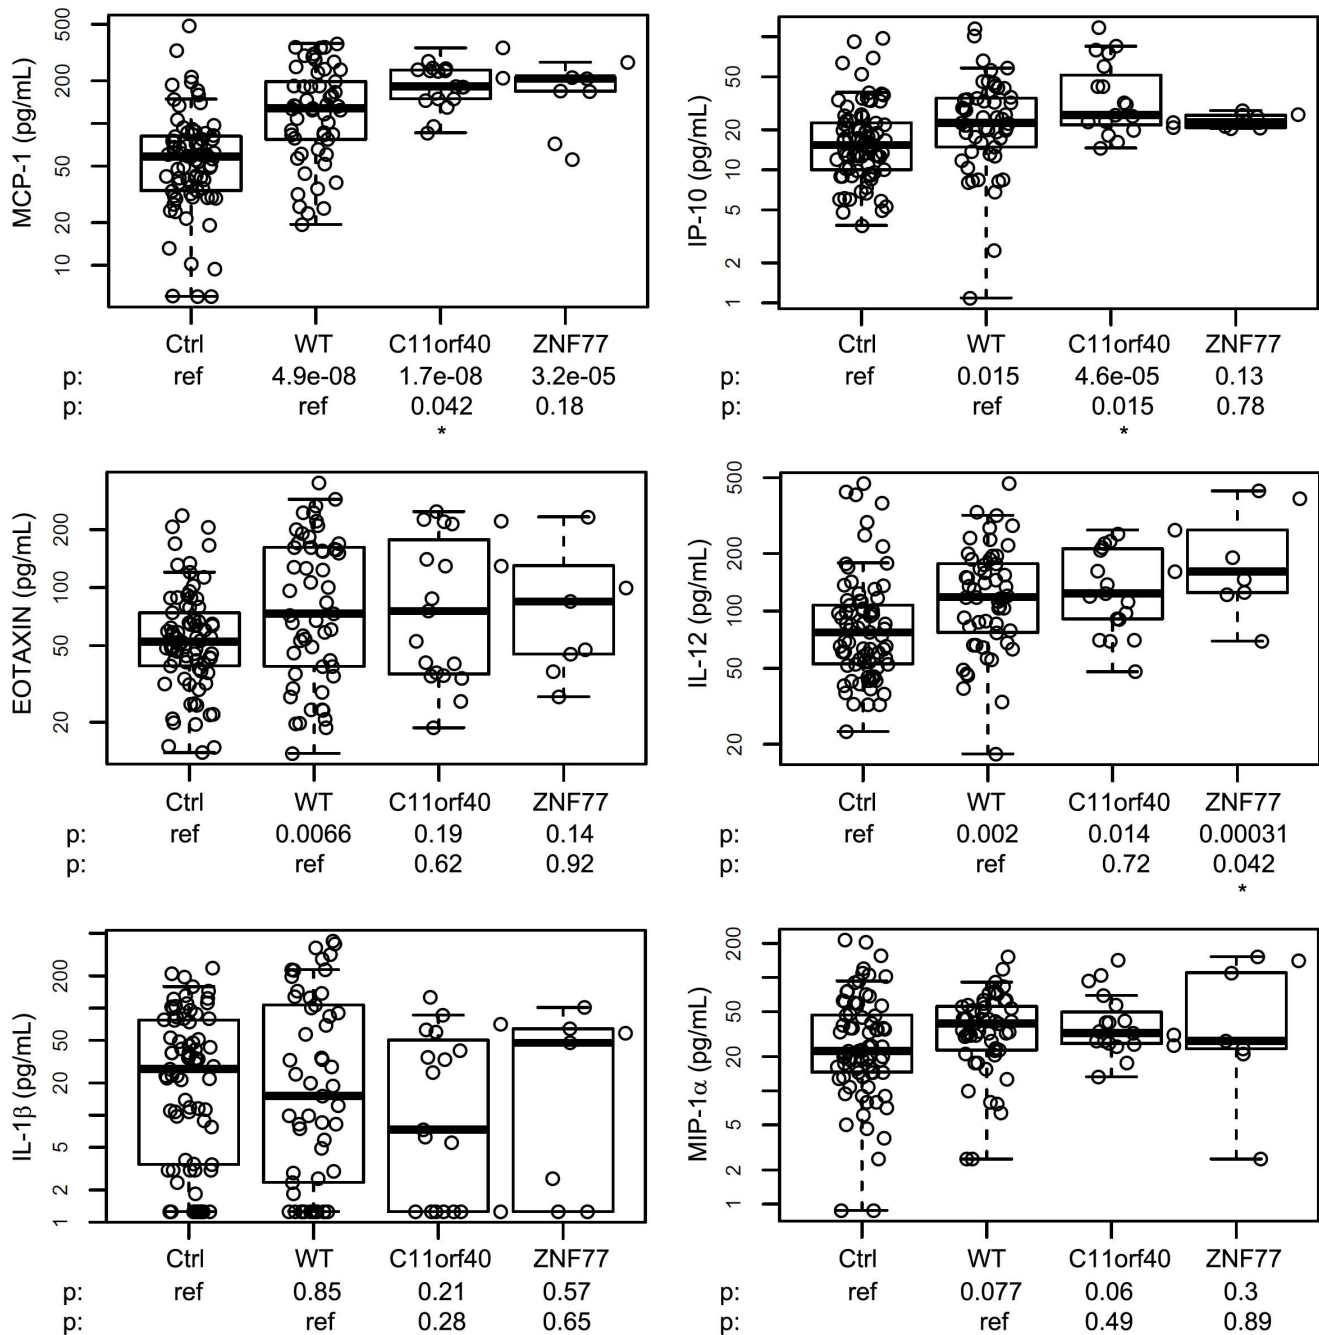 MCP-1 (pg/mL)
500
200
50
20
10
Ctrl WT C11orf40 ZNF77
p: ref 4.9e-08 1.7e-08 3.2e-05
p: ref 0.042 0.18
*
IP-10 (pg/mL)
50
20
10
5
2
1
Ctrl WT C11orf40 ZNF77
p: ref 0.015 4.6e-05 0.13
p: ref 0.015 0.78
*
EOTAXIN (pg/mL)
200
100
50
20
Ctrl WT C11orf40 ZNF77
p: ref 0.0066 0.19 0.14
p: ref 0.62 0.92
IL-12 (pg/mL)
500
200
100
50
20
Ctrl WT C11orf40 ZNF77
p: ref 0.002 0.014 0.00031
p: ref 0.72 0.042
*
IL-1β (pg/mL)
200
50
20
5
2
1
Ctrl WT C11orf40 ZNF77
p: ref 0.85 0.21 0.57
p: ref 0.28 0.65
MIP-1α (pg/mL)
200
50
20
5
2
1
Ctrl WT C11orf40 ZNF77
p: ref 0.077 0.06 0.3
p: ref 0.49 0.89